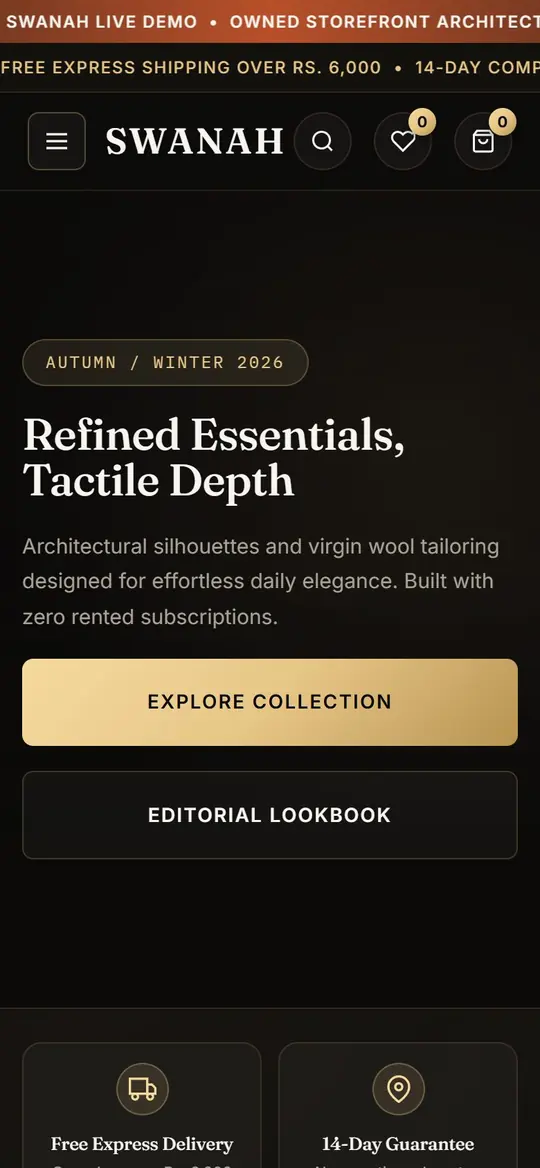 SWANAH LIVE DEMO • OWNED STOREFRONT ARCHITECT
FREE EXPRESS SHIPPING OVER RS. 6,000 • 14-DAY COMP
SWANAH
0
0
AUTUMN / WINTER 2026
Refined Essentials,
Tactile Depth
Architectural silhouettes and virgin wool tailoring
designed for effortless daily elegance. Built with
zero rented subscriptions.
EXPLORE COLLECTION
EDITORIAL LOOKBOOK
Free Express Delivery
14-Day Guarantee